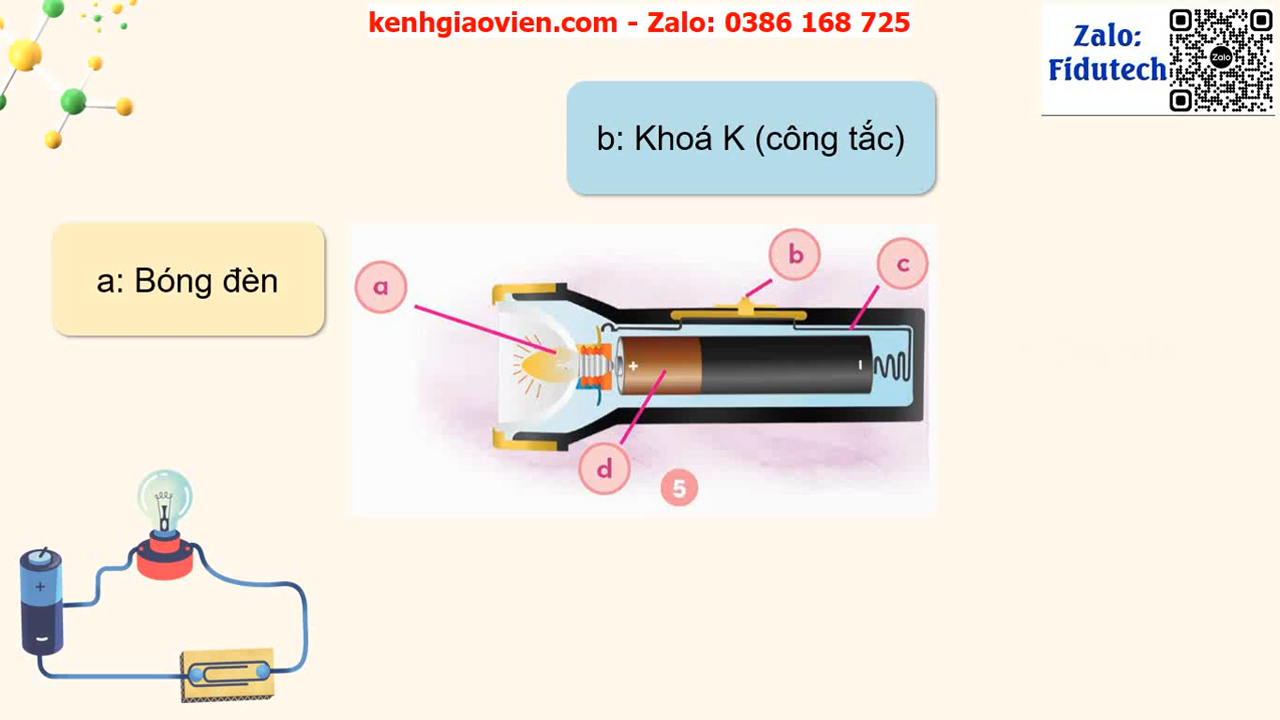 kenhgiaovien.com - Zalo: 0386 168 725
Zalo:
Fidutech
Zalo
b: Khoá K (công tắc)
a: Bóng đèn
a
b
c
+
-
d
5
+
-